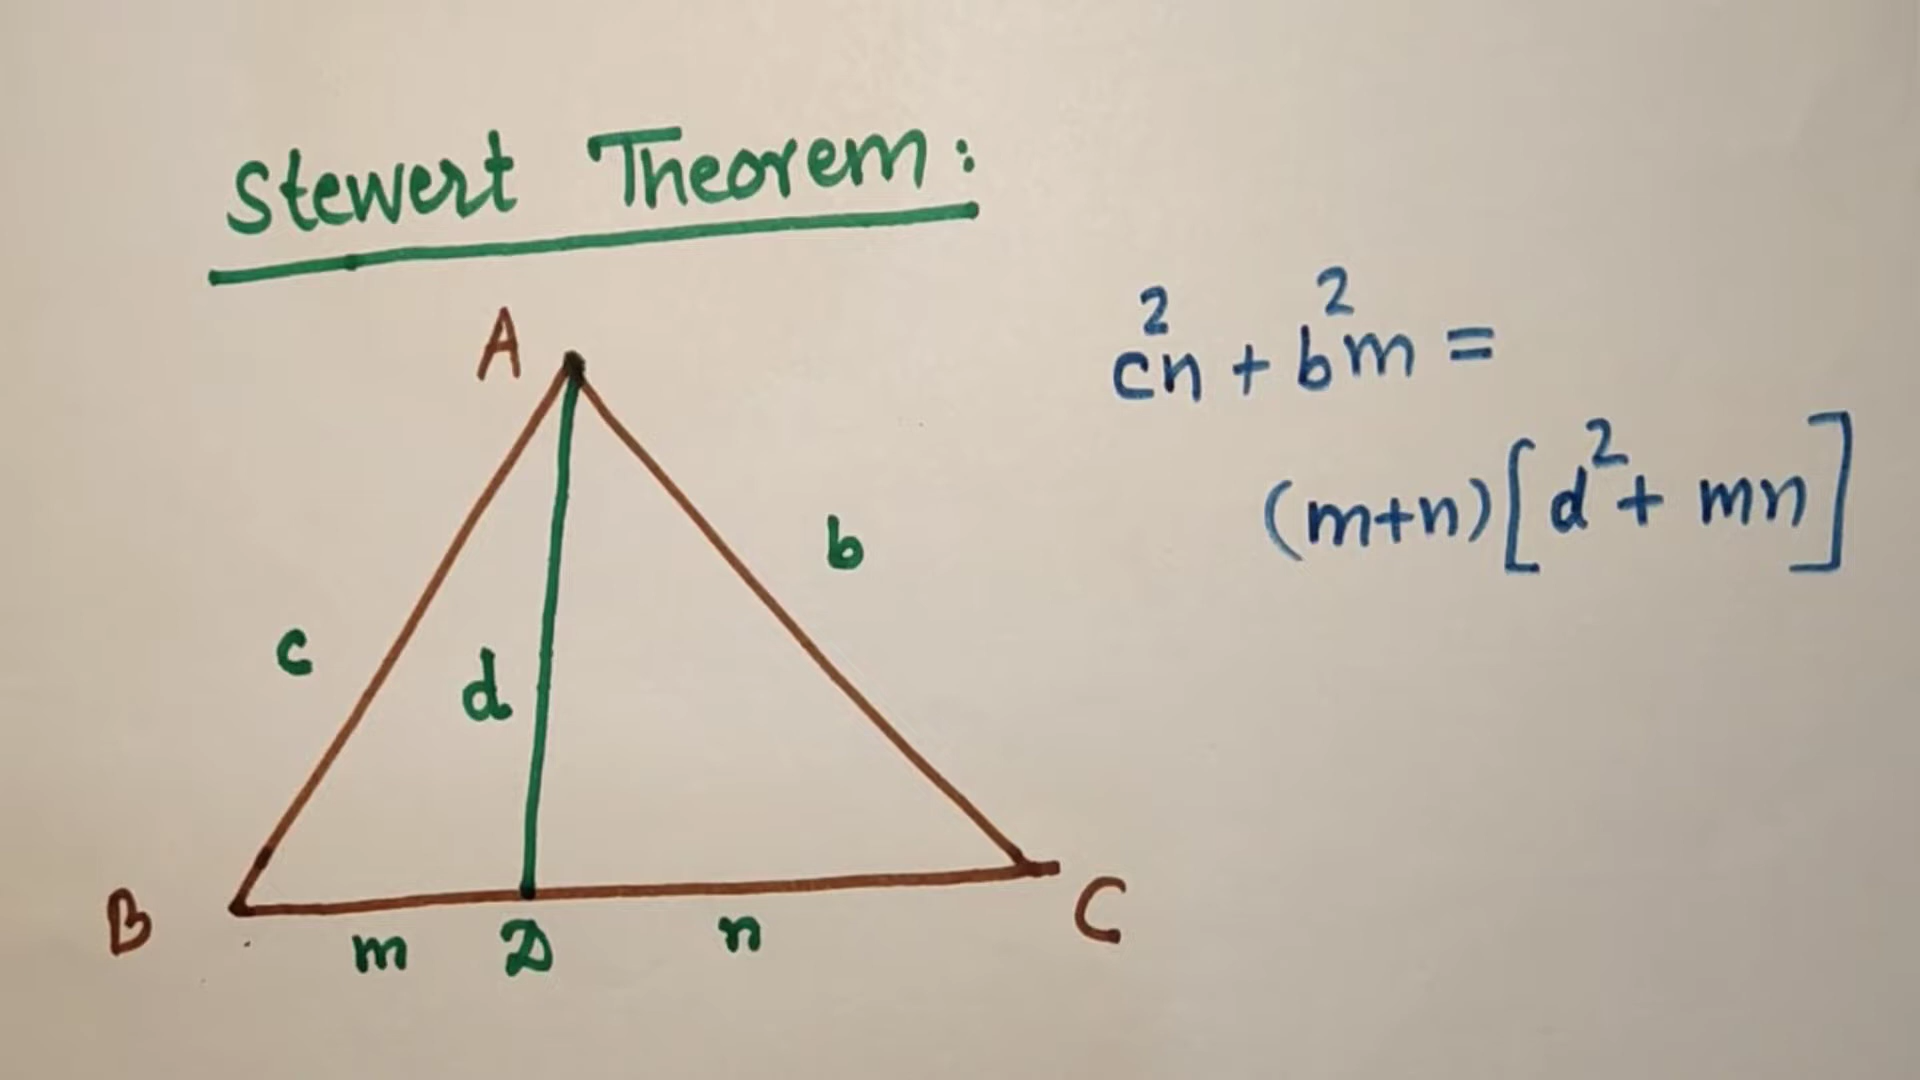 Stewert Theorem:
A
c²n + b²m =
(m+n)[d² + mn]
b
c
d
B
m D n
C